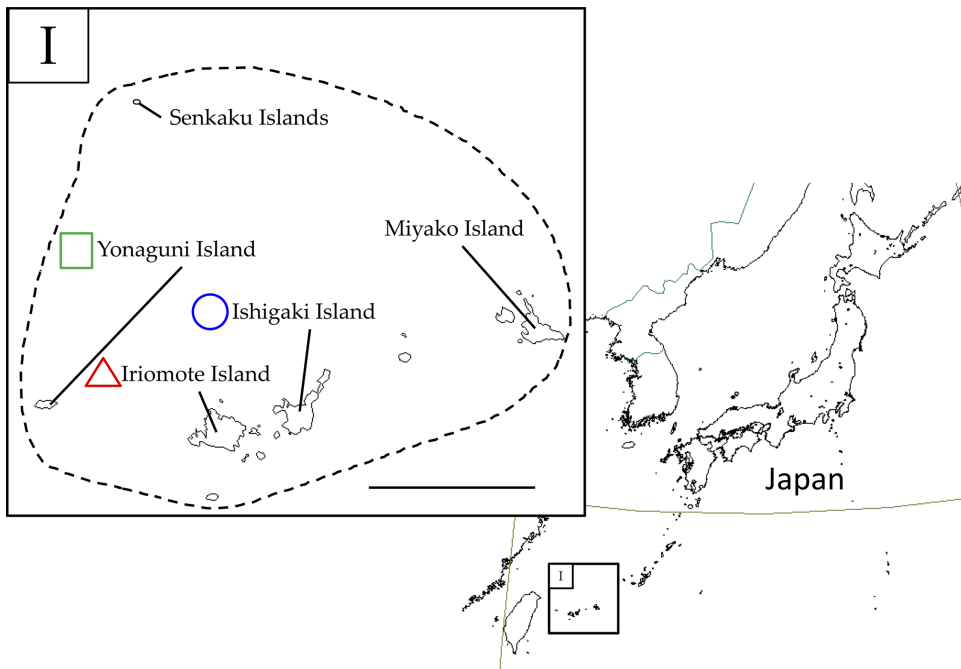 I
Senkaku Islands
Miyako Island
Yonaguni Island
Ishigaki Island
Iriomote Island
Japan
I